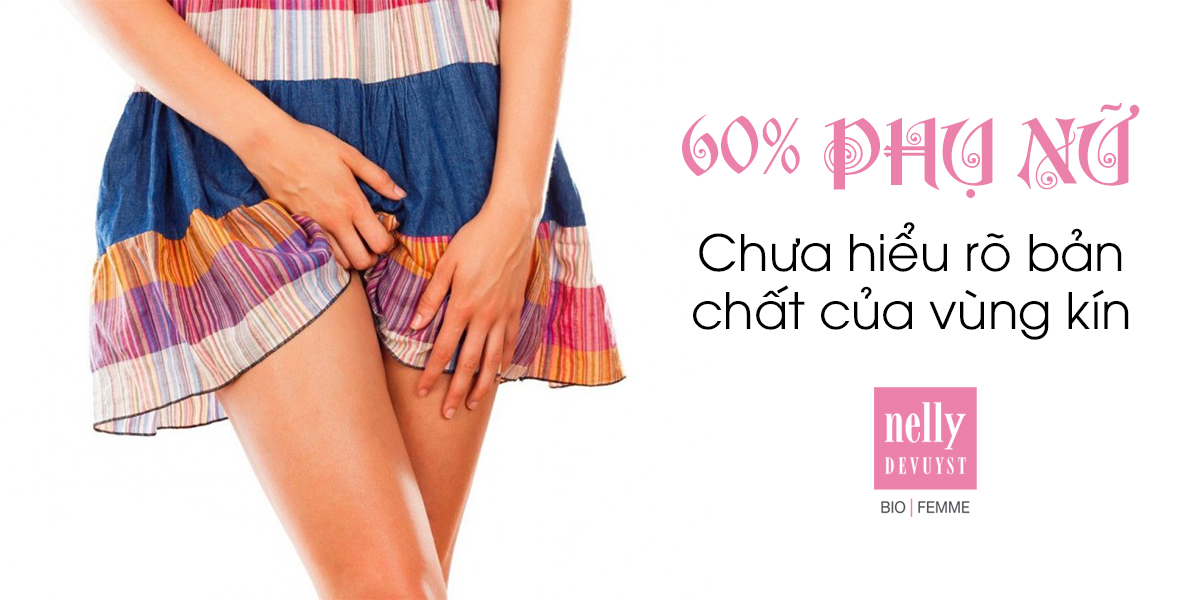 60% PHỤ NỮ
Chưa hiểu rõ bản
chất của vùng kín
nelly
DEVUYST
BIO | FEMME